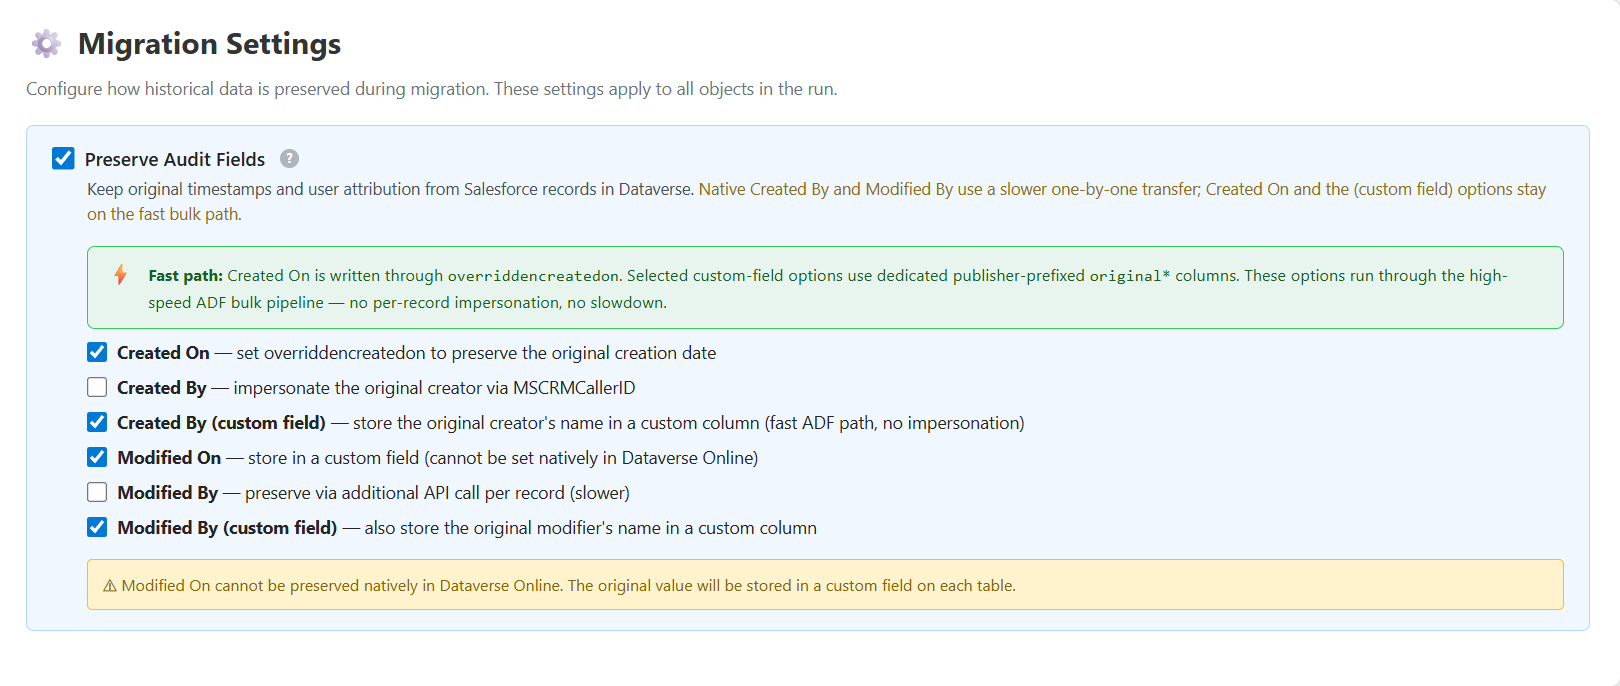 Migration Settings
Configure how historical data is preserved during migration. These settings apply to all objects in the run.
Preserve Audit Fields ?
Keep original timestamps and user attribution from Salesforce records in Dataverse. Native Created By and Modified By use a slower one-by-one transfer; Created On and the (custom field) options stay
on the fast bulk path.
Fast path: Created On is written through overriddencreatedon. Selected custom-field options use dedicated publisher-prefixed original* columns. These options run through the high-
speed ADF bulk pipeline — no per-record impersonation, no slowdown.
Created On — set overriddencreatedon to preserve the original creation date
Created By — impersonate the original creator via MSCRMCallerID
Created By (custom field) — store the original creator's name in a custom column (fast ADF path, no impersonation)
Modified On — store in a custom field (cannot be set natively in Dataverse Online)
Modified By — preserve via additional API call per record (slower)
Modified By (custom field) — also store the original modifier's name in a custom column
⚠ Modified On cannot be preserved natively in Dataverse Online. The original value will be stored in a custom field on each table.